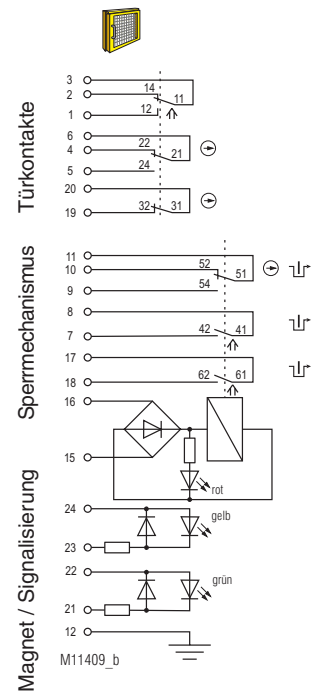 Türkontakte
3
2 14
11
1 12
6
4 22
21
5 24
20
19 32 31
Sperrmechanismus
11
10 52
51
9 54
8
7 42 41
17
18 62 61
Magnet / Signalisierung
16
15
rot
24
gelb
23
22
grün
21
12
M11409_b